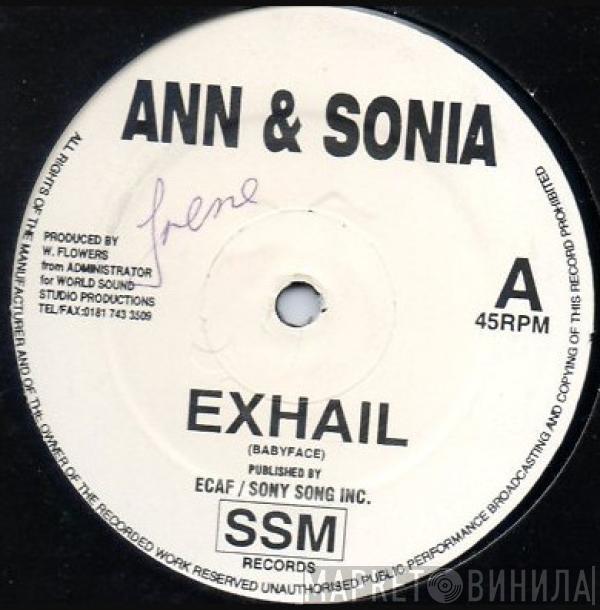 ANN & SONIA
Irene
PRODUCED BY
W. FLOWERS
from ADMINISTRATOR
for WORLD SOUND
STUDIO PRODUCTIONS
TEL/FAX:0181 743 3509
A
45RPM
EXHAIL
(BABYFACE)
PUBLISHED BY
ECAF / SONY SONG INC.
SSM
RECORDS
ALL RIGHTS OF THE MANUFACTURER AND OF THE OWNER OF THE RECORDED WORK RESERVED UNAUTHORISED PUBLIC PERFORMANCE BROADCASTING AND COPYING OF THIS RECORD PROHIBITED
МАРКЕТ ВИНИЛА